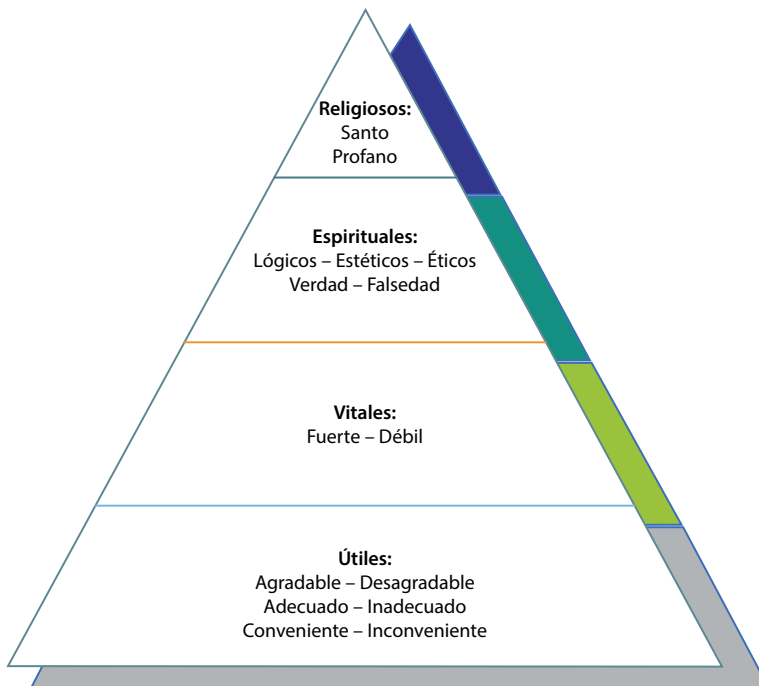 Religiosos:
Santo
Profano
Espirituales:
Lógicos – Estéticos – Éticos
Verdad – Falsedad
Vitales:
Fuerte – Débil
Útiles:
Agradable – Desagradable
Adecuado – Inadecuado
Conveniente – Inconveniente